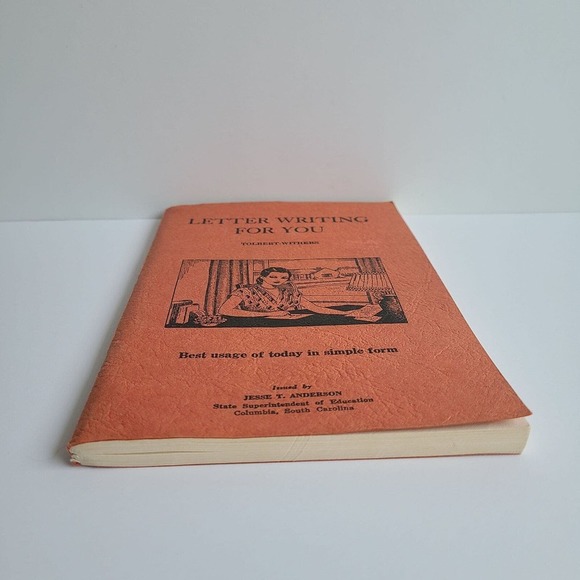 LETTER WRITING
FOR YOU
TOLBERT-WITHERS
Best usage of today in simple form
Issued by
JESSE T. ANDERSON
State Superintendent of Education
Columbia, South Carolina